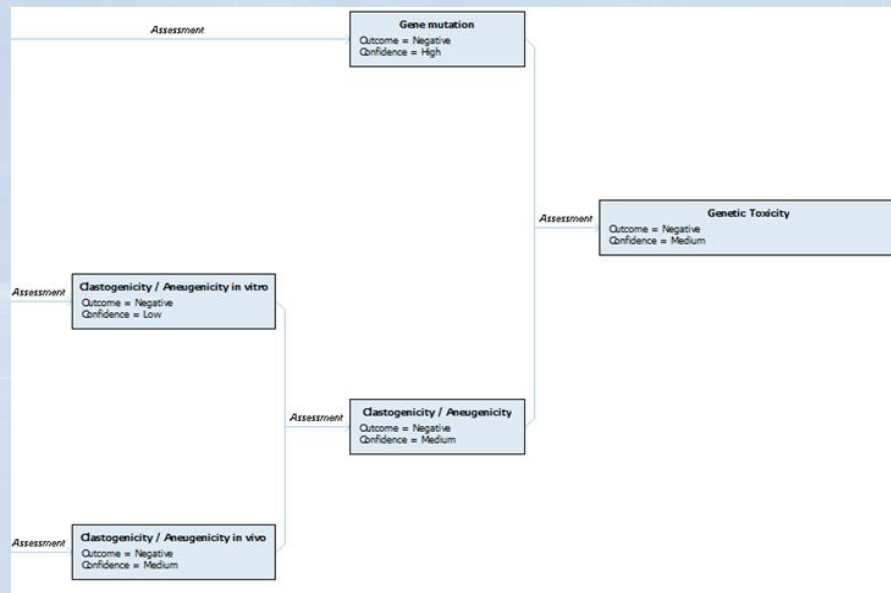 Assessment
Gene mutation
Outcome = Negative
Confidence = High
Assessment
Genetic Toxicity
Outcome = Negative
Confidence = Medium
Assessment
Clastogenicity / Aneugenicity in vitro
Outcome = Negative
Confidence = Low
Assessment
Clastogenicity / Aneugenicity
Outcome = Negative
Confidence = Medium
Assessment
Clastogenicity / Aneugenicity in vivo
Outcome = Negative
Confidence = Medium